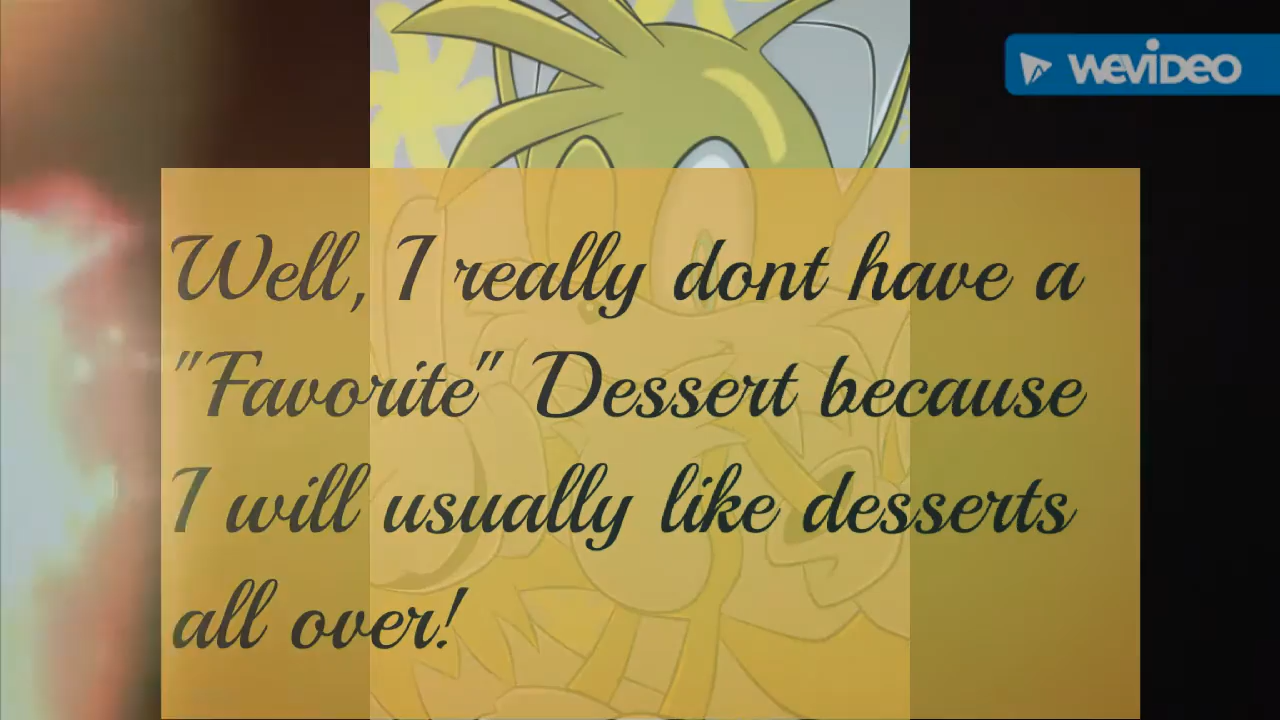 WEVIDEO
Well, I really dont have a
"Favorite" Dessert because
I will usually like desserts
all over!